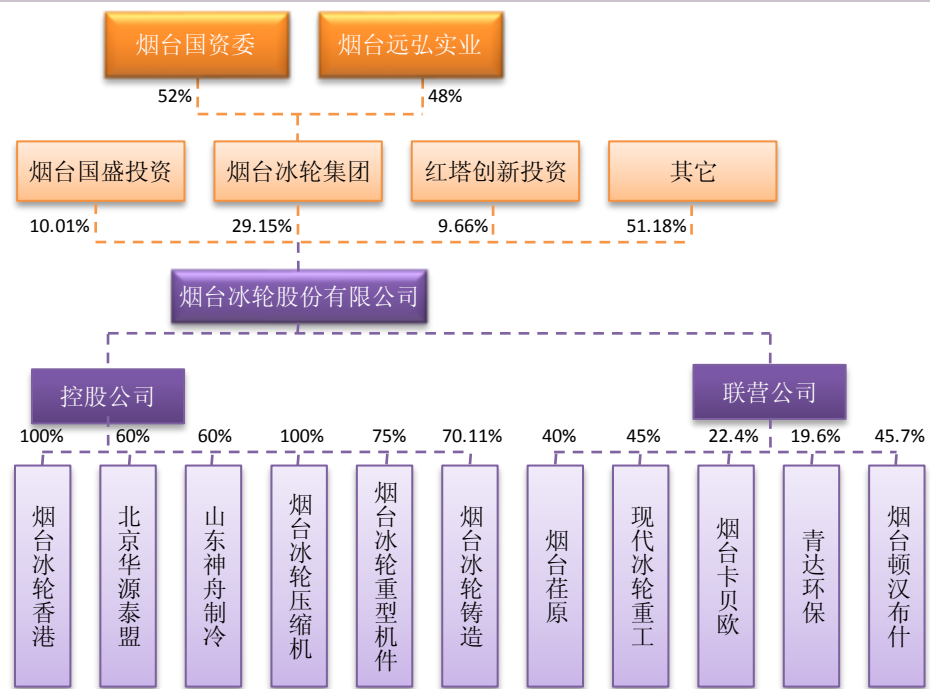 烟台国资委
烟台远弘实业
52%
48%
烟台国盛投资
烟台冰轮集团
红塔创新投资
其它
10.01%
29.15%
9.66%
51.18%
烟台冰轮股份有限公司
控股公司
联营公司
100%
60%
60%
100%
75%
70.11%
40%
45%
22.4%
19.6%
45.7%
烟台冰轮香港
北京华源泰盟
山东神舟制冷
烟台冰轮压缩机
烟台冰轮重型机件
烟台冰轮铸造
烟台荏原
现代冰轮重工
烟台卡贝欧
青达环保
烟台顿汉布什